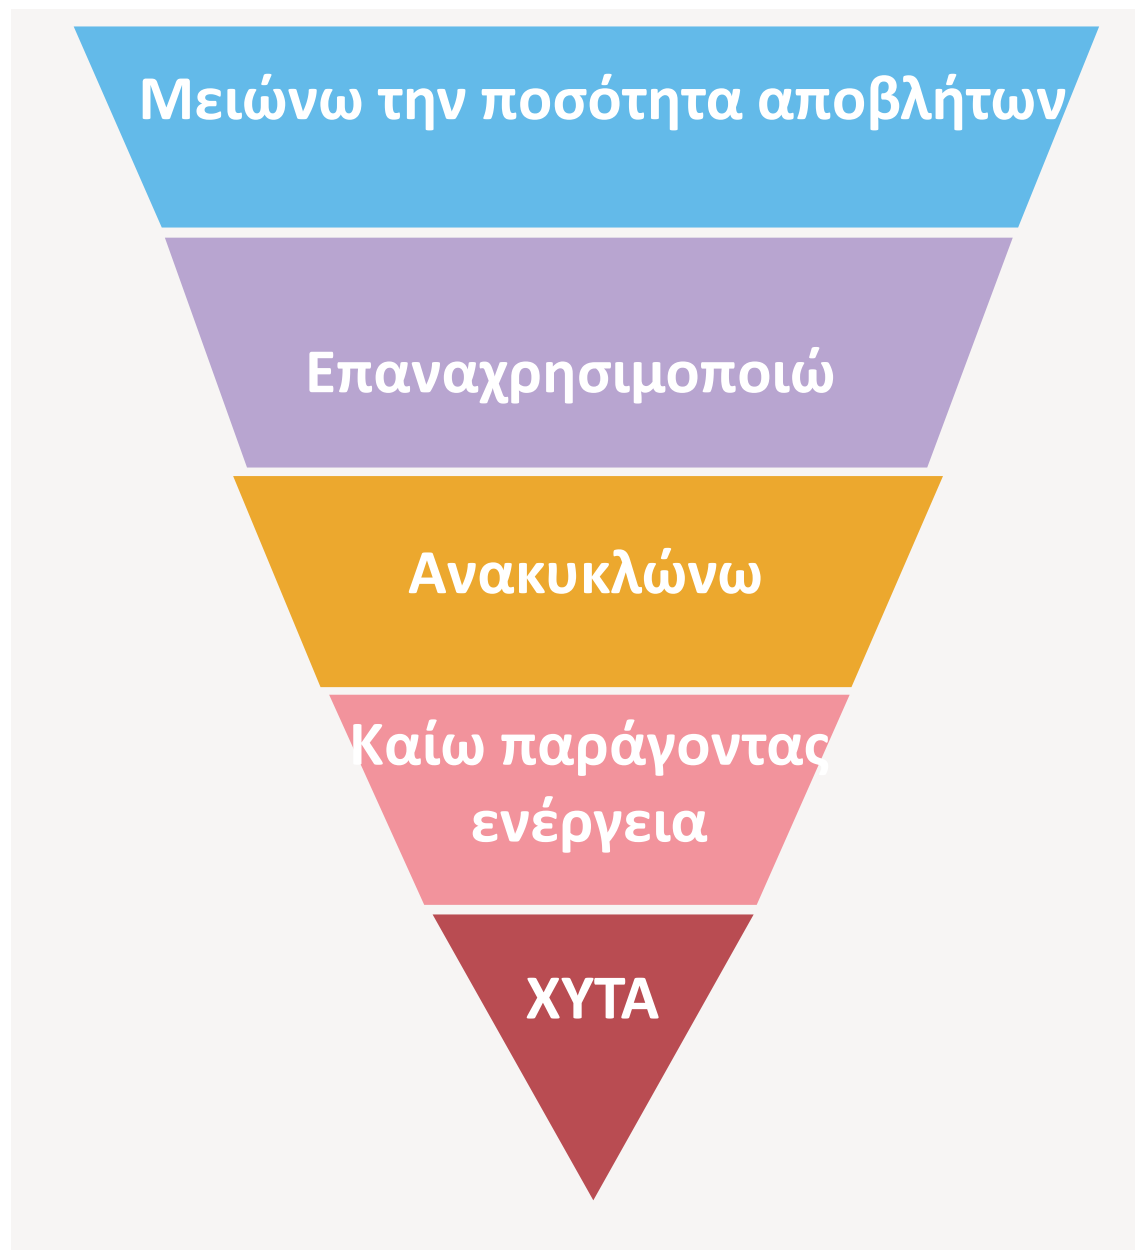 Μειώνω την ποσότητα αποβλήτων
Επαναχρησιμοποιώ
Ανακυκλώνω
Καίω παράγοντας
ενέργεια
ΧΥΤΑ